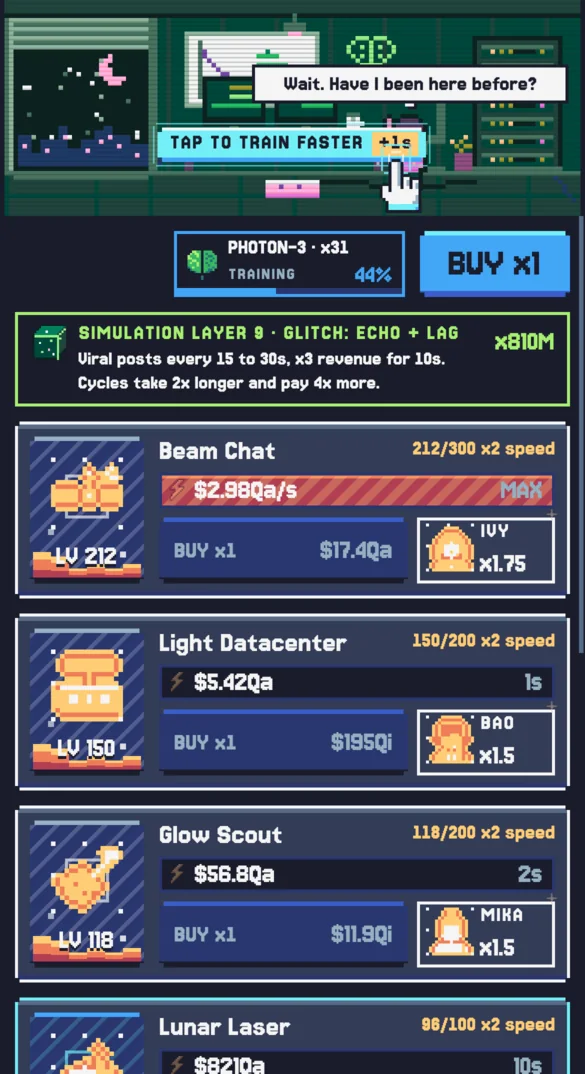 Wait. Have I been here before?
TAP TO TRAIN FASTER +1s
PHOTON-3 · x31
TRAINING 44%
BUY x1
SIMULATION LAYER 9 · GLITCH: ECHO + LAG
x810M
Viral posts every 15 to 30s, x3 revenue for 10s.
Cycles take 2x longer and pay 4x more.
Beam Chat 212/300 x2 speed
$2.98Qa/s MAX
LV 212
BUY x1 $17.4Qa
IVY
x1.75
Light Datacenter 150/200 x2 speed
$5.42Qa 1s
LV 150
BUY x1 $195Qi
BAO
x1.5
Glow Scout 118/200 x2 speed
$56.8Qa 2s
LV 118
BUY x1 $11.9Qi
MIKA
x1.5
Lunar Laser 96/100 x2 speed
$821Qa 10s